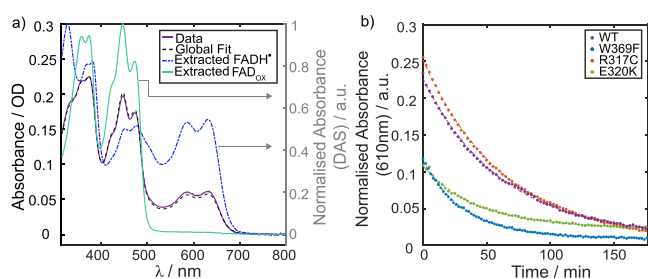 a)
0.3
0.25
0.2
0.15
0.1
0.05
0
Absorbance / OD
400
500
600
700
800
λ / nm
Data
Global Fit
Extracted FADH•
Extracted FADOX
1
0.8
0.6
0.4
0.2
0
Normalised Absorbance
(DAS) / a.u.
b)
0.3
0.25
0.2
0.15
0.1
0.05
0
Normalised Absorbance
(610nm) / a.u.
0
50
100
150
Time / min
WT
W369F
R317C
E320K